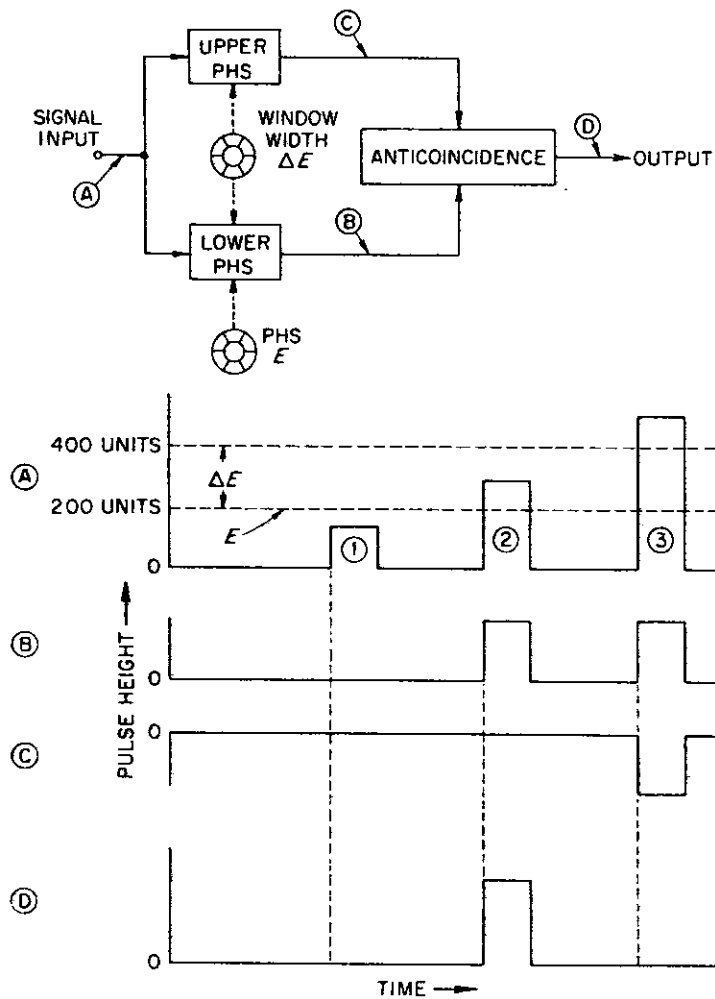 C
UPPER
PHS
SIGNAL
INPUT
A
WINDOW
WIDTH
ΔE
ANTICOINCIDENCE
D
OUTPUT
B
LOWER
PHS
PHS
E
A
400 UNITS
ΔE
200 UNITS
E
0
1
2
3
PULSE HEIGHT
B
0
C
0
D
0
TIME